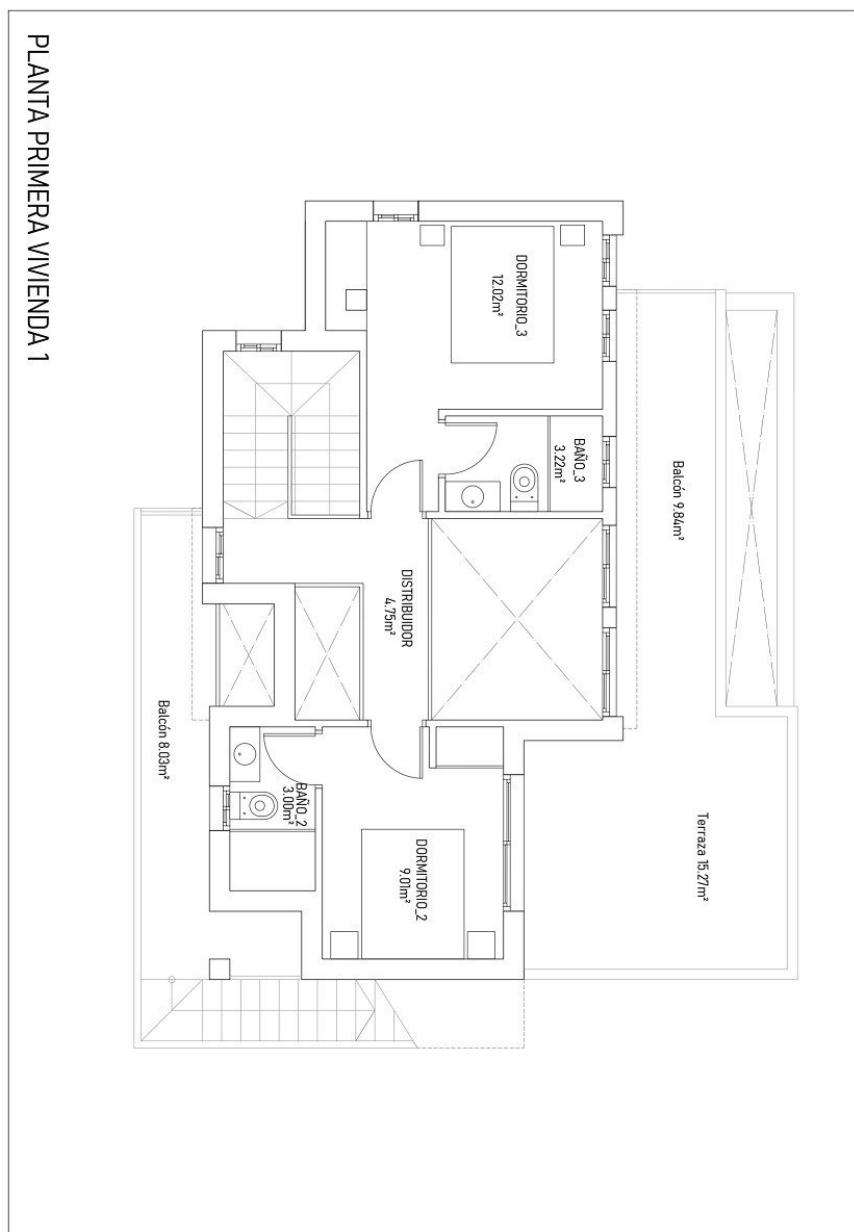 PLANTA PRIMERA VIVIENDA 1
DORMITORIO_3
12.02m²
BAÑO_3
3.22m²
Balcón 9.84m²
DISTRIBUIDOR
4.75m²
Balcón 8.03m²
BAÑO_2
3.00m²
DORMITORIO_2
9.01m²
Terraza 15.27m²